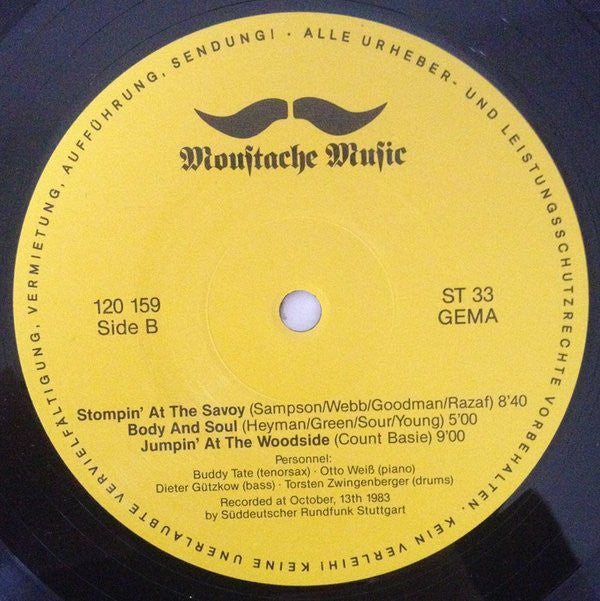 ALLE URHEBER- UND LEISTUNGSSCHUTZRECHTE VORBEHALTEN · KEIN VERLEIH! KEINE UNERLAUBTE VERVIELFÄLTIGUNG, VERMIETUNG, AUFFÜHRUNG, SENDUNG! ·
Mouſtache Muſic
120 159
Side B
ST 33
GEMA
Stompin' At The Savoy (Sampson/Webb/Goodman/Razaf) 8'40
Body And Soul (Heyman/Green/Sour/Young) 5'00
Jumpin' At The Woodside (Count Basie) 9'00
Personnel:
Buddy Tate (tenorsax) · Otto Weiß (piano)
Dieter Gützkow (bass) · Torsten Zwingenberger (drums)
Recorded at October, 13th 1983
by Süddeutscher Rundfunk Stuttgart